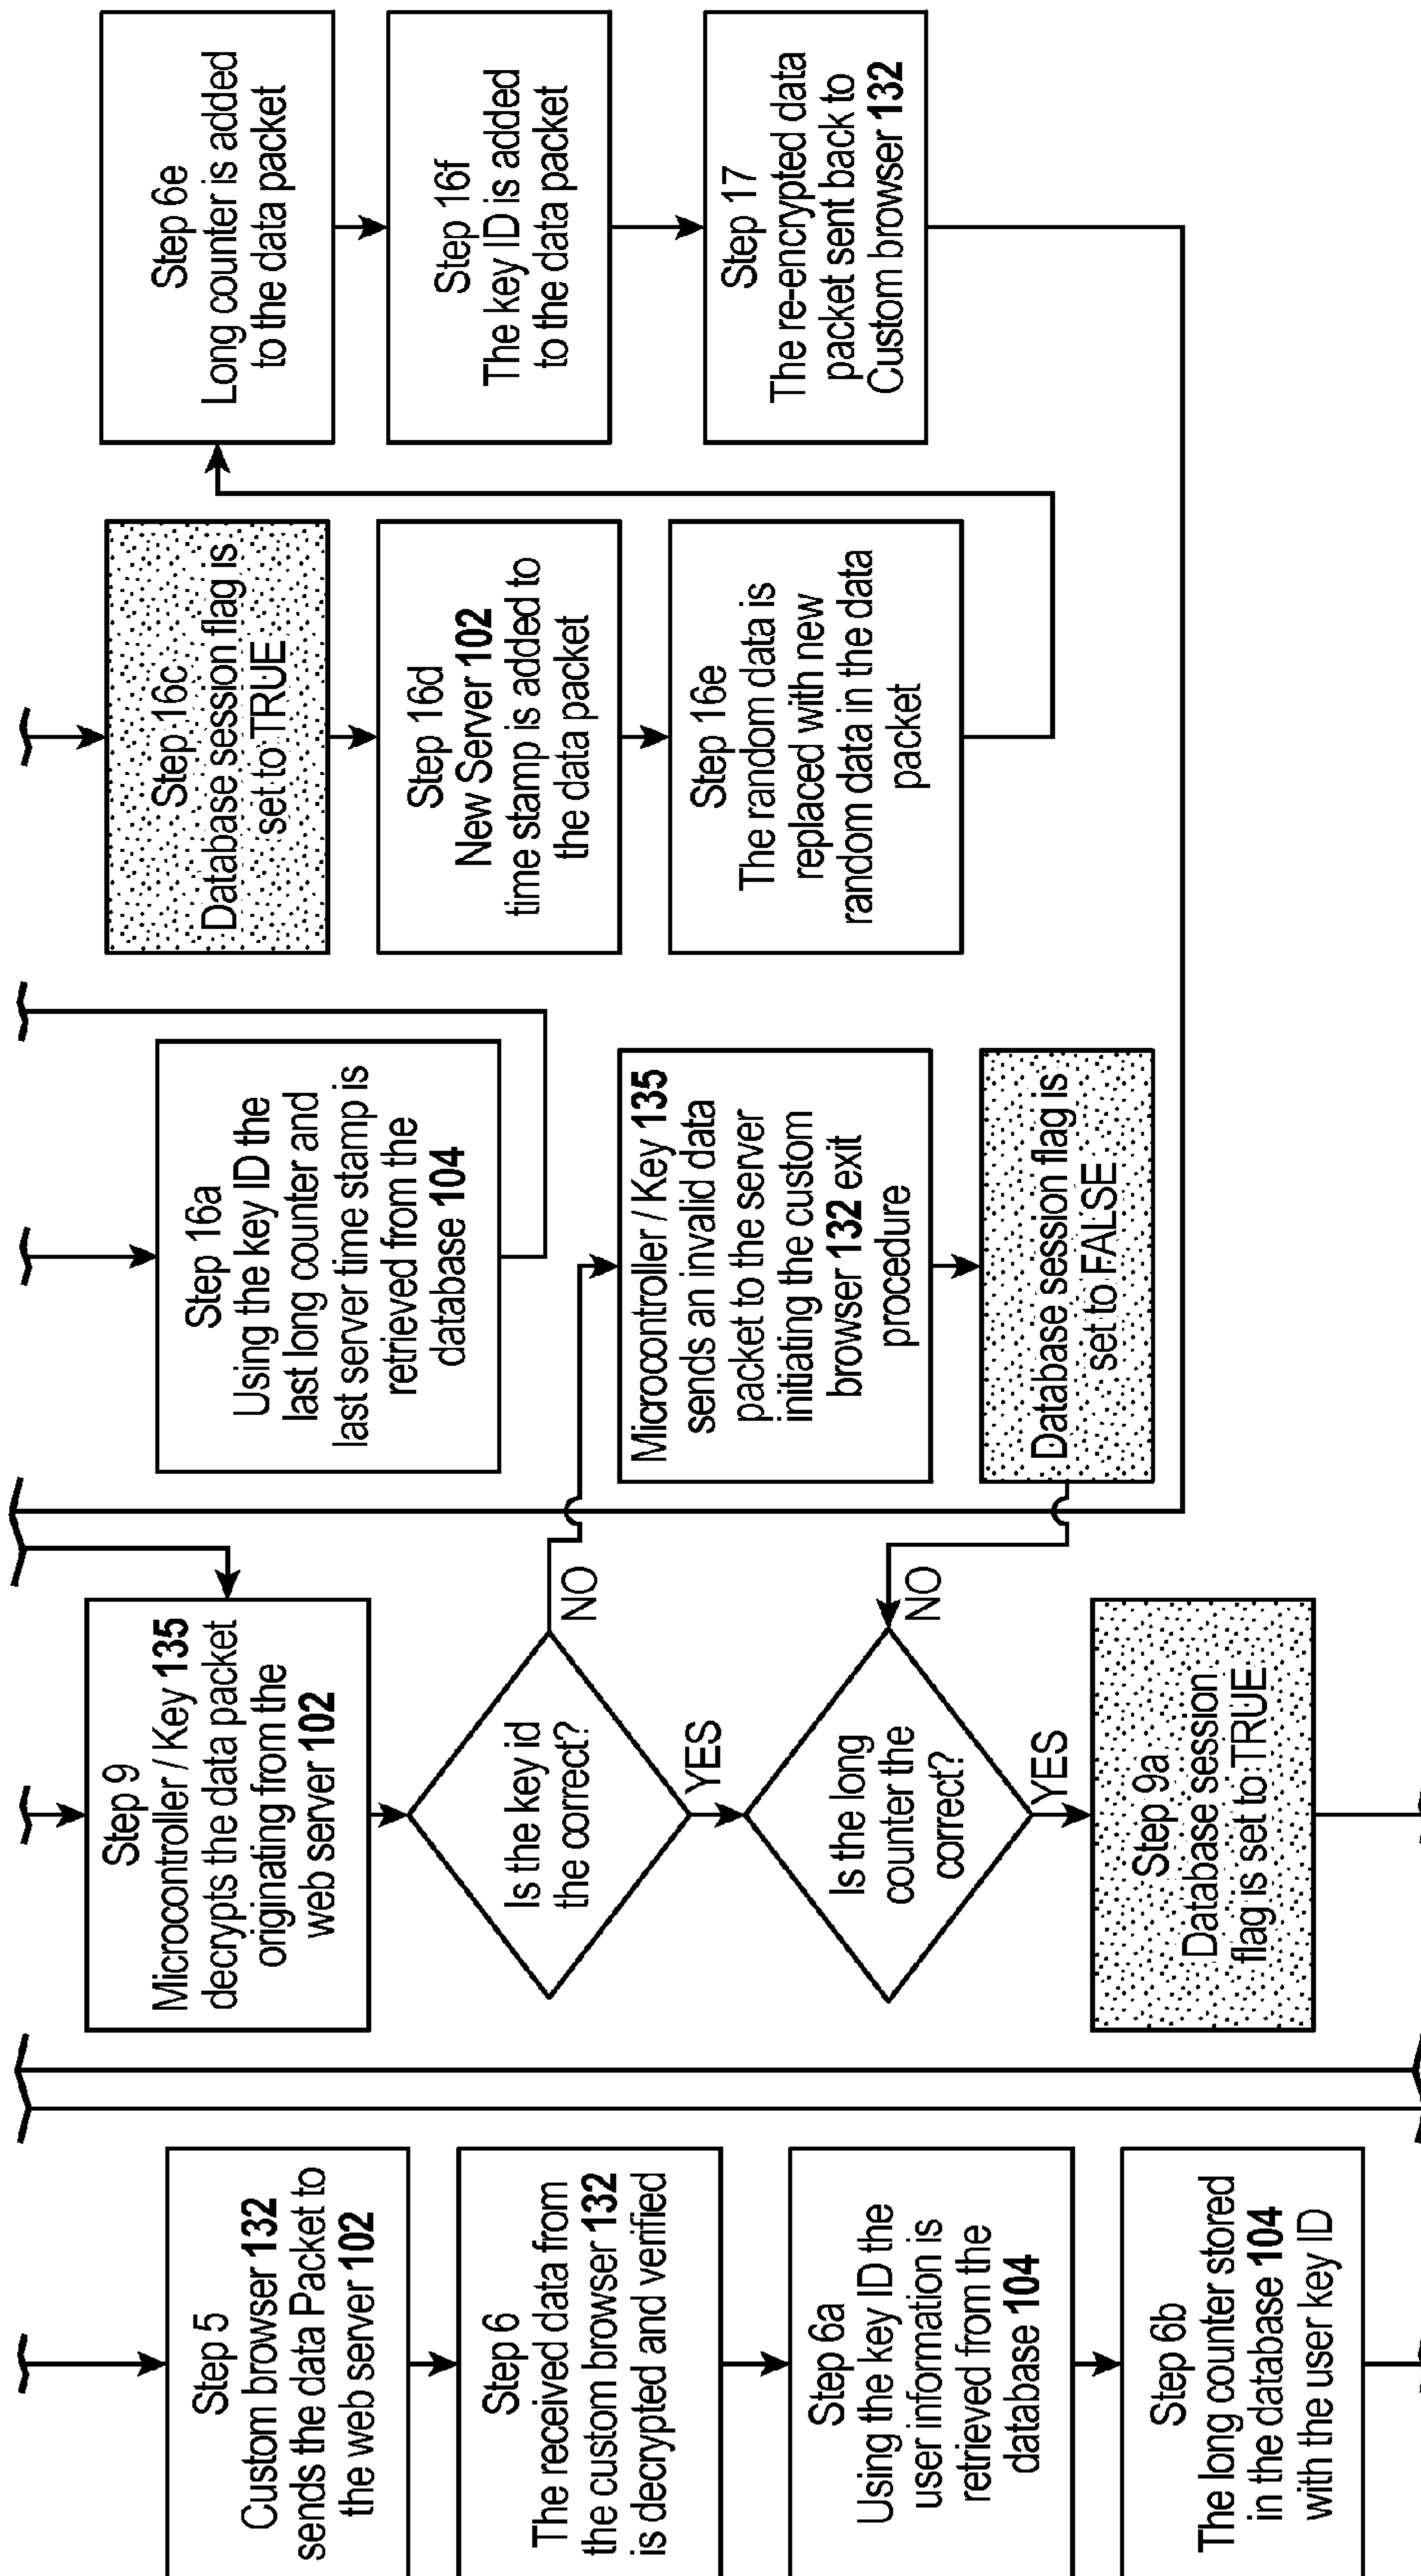 Step 5
Custom browser 132
sends the data Packet to
the web server 102
Step 6
The received data from
the custom browser 132
is decrypted and verified
Step 6a
Using the key ID the
user information is
retrieved from the
database 104
Step 6b
The long counter stored
in the database 104
with the user key ID
Step 9
Microcontroller / Key 135
decrypts the data packet
originating from the
web server 102
Is the key id
the correct?
NO
YES
Is the long
counter the
correct?
NO
YES
Step 9a
Database session
flag is set to TRUE
Step 16a
Using the key ID the
last long counter and
last server time stamp is
retrieved from the
database 104
Microcontroller / Key 135
sends an invalid data
packet to the server
initiating the custom
browser 132 exit
procedure
Database session flag is
set to FALSE
Step 16c
Database session flag is
set to TRUE
Step 16d
New Server 102
time stamp is added to
the data packet
Step 16e
The random data is
replaced with new
random data in the data
packet
Step 6e
Long counter is added
to the data packet
Step 16f
The key ID is added
to the data packet
Step 17
The re-encrypted data
packet sent back to
Custom browser 132